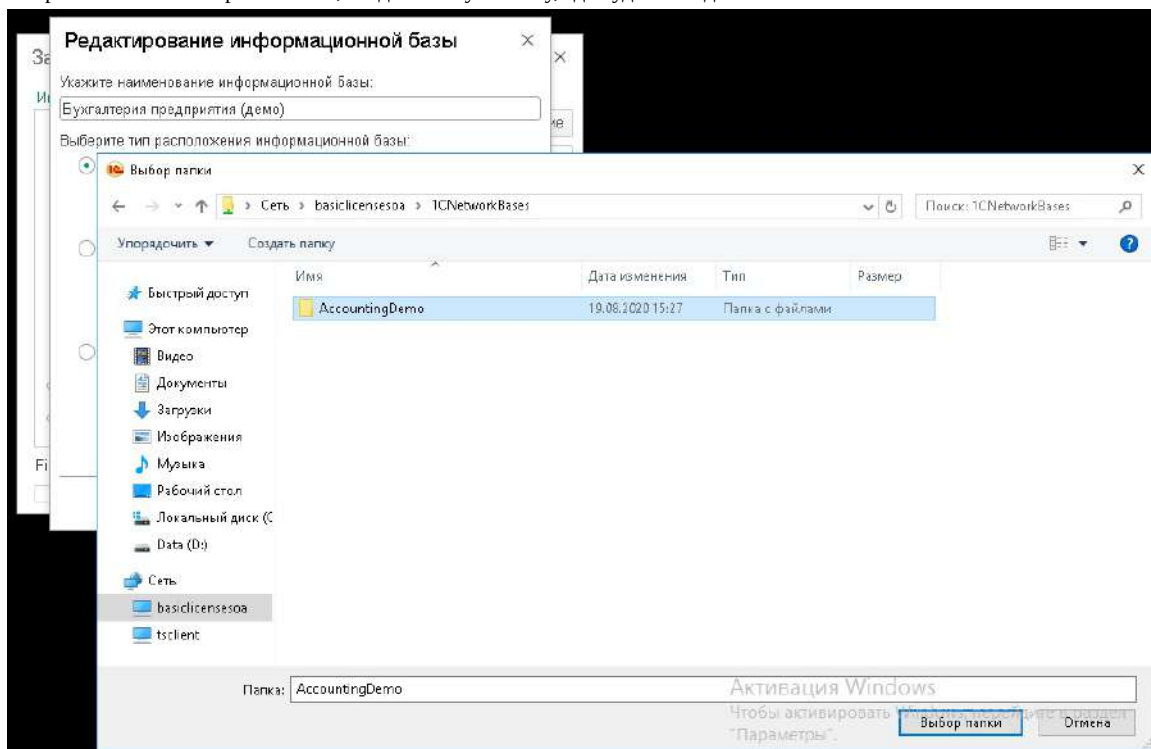 Редактирование информационной базы
За
Укажите наименование информационной базы:
Бухгалтерия предприятия (демо)
Выберите тип расположения информационной базы:
Выбор папки
Сеть > basiclicensesoa > 1CNetworkBases
Поиск: 1CNetworkBases
Упорядочить
Создать папку
Имя
Дата изменения
Тип
Размер
AccountingDemo
19.08.2020 15:27
Папка с файлами
Быстрый доступ
Этот компьютер
Видео
Документы
Загрузки
Изображения
Музыка
Рабочий стол
Локальный диск (C
Data (D:)
Сеть
basiclicensesoa
tsclient
Fi
Папка: AccountingDemo
Активация Windows
Чтобы активировать Windows, перейдите в раздел
"Параметры".
Выбор папки
Отмена